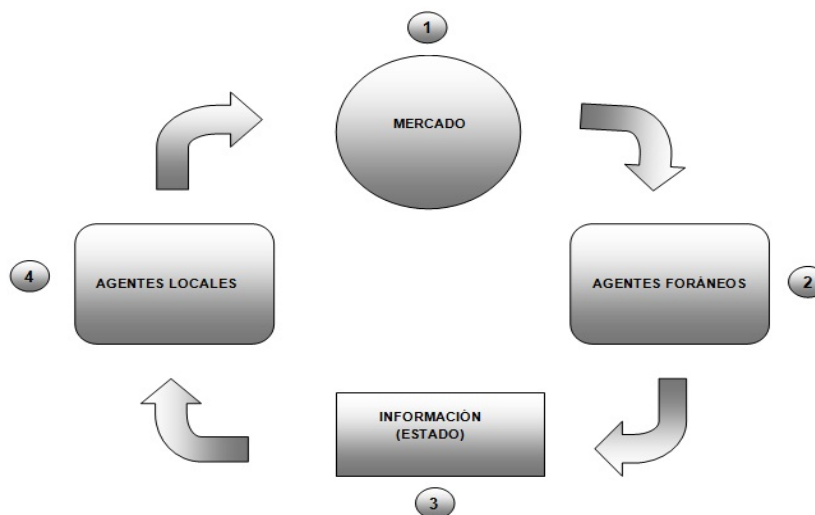 1
MERCADO
4
AGENTES LOCALES
AGENTES FORÁNEOS
2
INFORMACIÓN
(ESTADO)
3